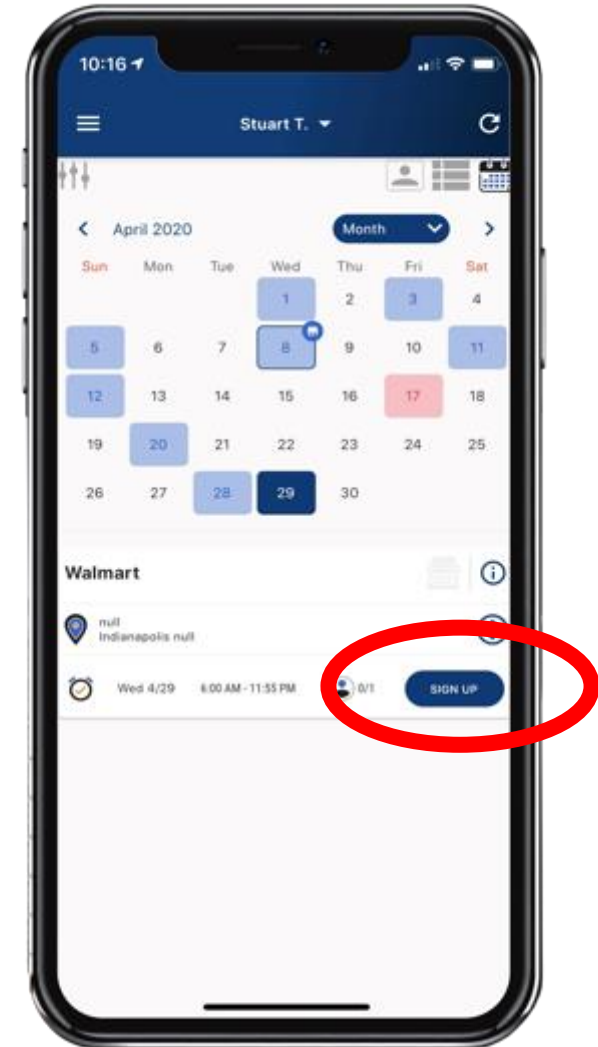 10:16
Stuart T.
April 2020 Month
Sun Mon Tue Wed Thu Fri Sat
1 2 3 4
5 6 7 8 9 10 11
12 13 14 15 16 17 18
19 20 21 22 23 24 25
26 27 28 29 30
Walmart
null
Indianapolis null
Wed 4/29 6:00 AM - 11:55 PM 0/1 SIGN UP